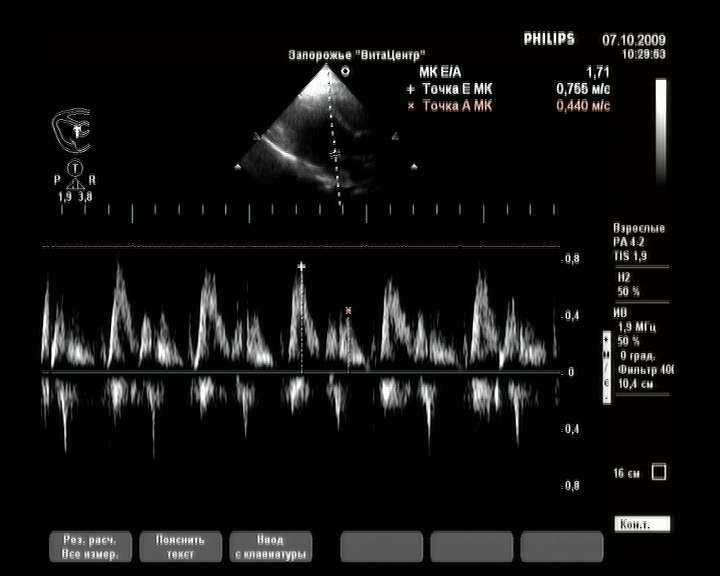 PHILIPS
07.10.2009
10:29:53
Запорожье "ВитаЦентр"
МК Е/А 1,71
+ Точка Е МК 0,755 м/с
× Точка А МК 0,440 м/с
T
P R
1,9 3,8
Взрослые
РА 4-2
TIS 1,9
Н2
50 %
ИВ
1,9 МГц
50 %
0 град.
Фильтр 400
10,4 см
0,8
0,4
0
0,4
0,8
16 см
Кон.т.
Рез. расч.
Все измер.
Пояснить
текст
Ввод
с клавиатуры